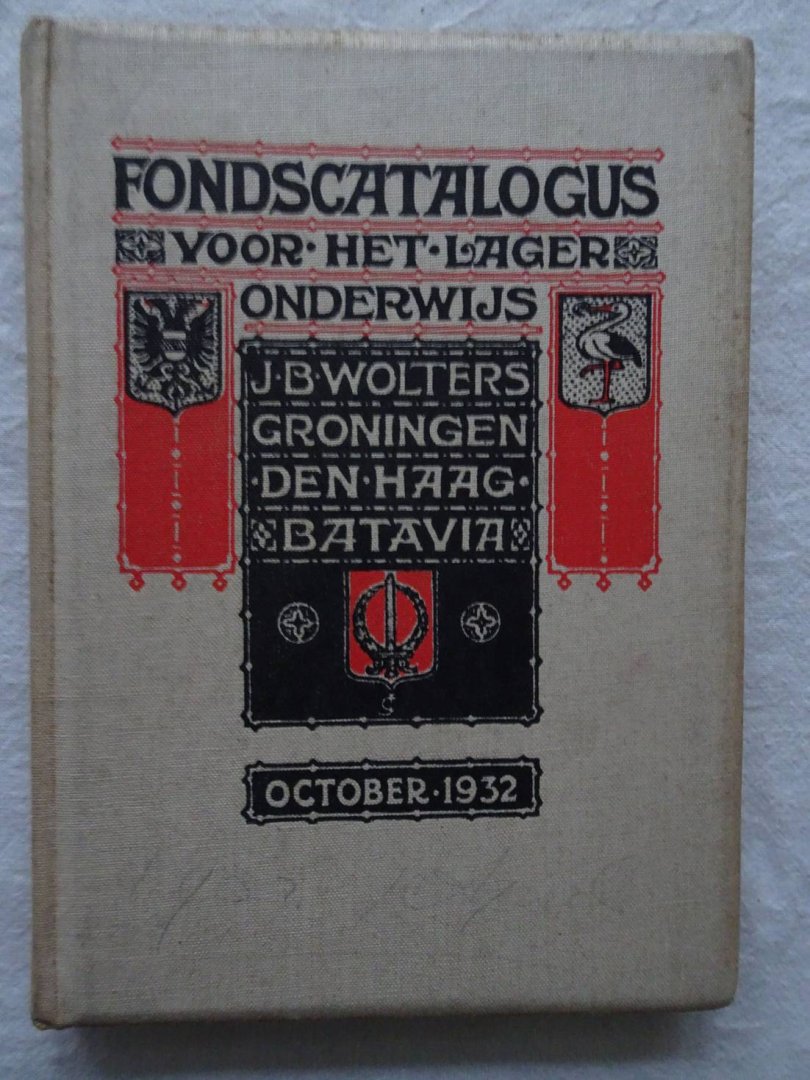 FONDSCATALOGUS
VOOR·HET·LAGER
ONDERWIJS
J·B·WOLTERS
GRONINGEN
·DEN·HAAG·
BATAVIA
OCTOBER·1932